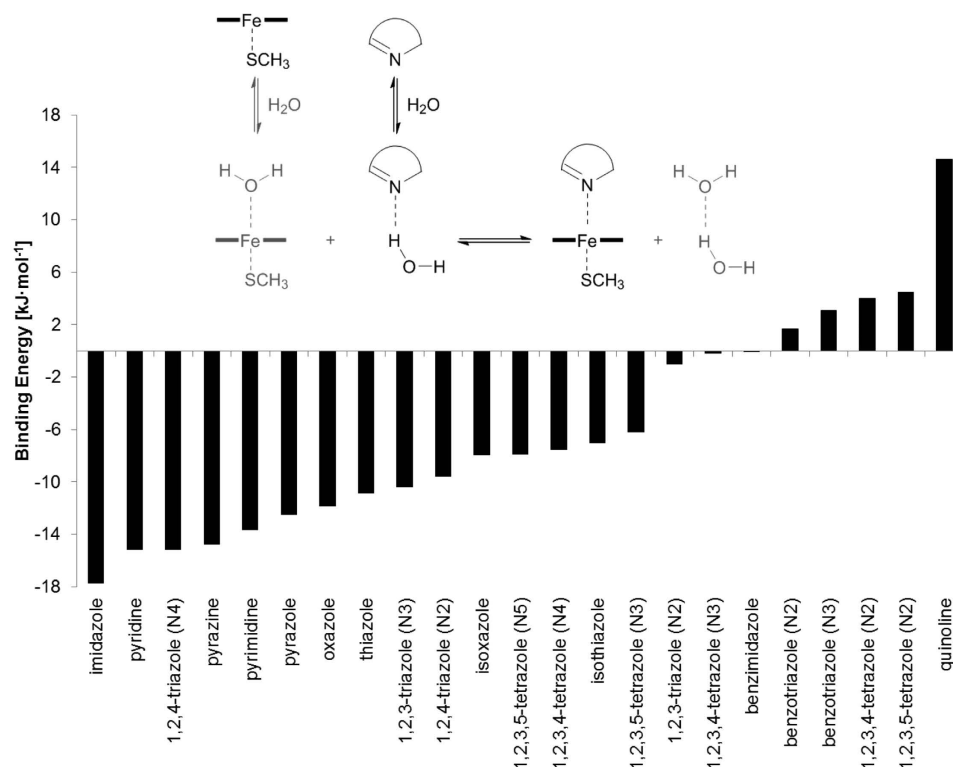 Fe
SCH3
N
H2O
H2O
H H
O
N
H H
O
N
Fe
+
H
O H
Fe
+
H
O H
SCH3
SCH3
Binding Energy [kJ·mol-1]
18
14
10
6
2
-2
-6
-10
-14
-18
imidazole
pyridine
1,2,4-triazole (N4)
pyrazine
pyrimidine
pyrazole
oxazole
thiazole
1,2,3-triazole (N3)
1,2,4-triazole (N2)
isoxazole
1,2,3,5-tetrazole (N5)
1,2,3,4-tetrazole (N4)
isothiazole
1,2,3,5-tetrazole (N3)
1,2,3-triazole (N2)
1,2,3,4-tetrazole (N3)
benzimidazole
benzotriazole (N2)
benzotriazole (N3)
1,2,3,4-tetrazole (N2)
1,2,3,5-tetrazole (N2)
quinoline